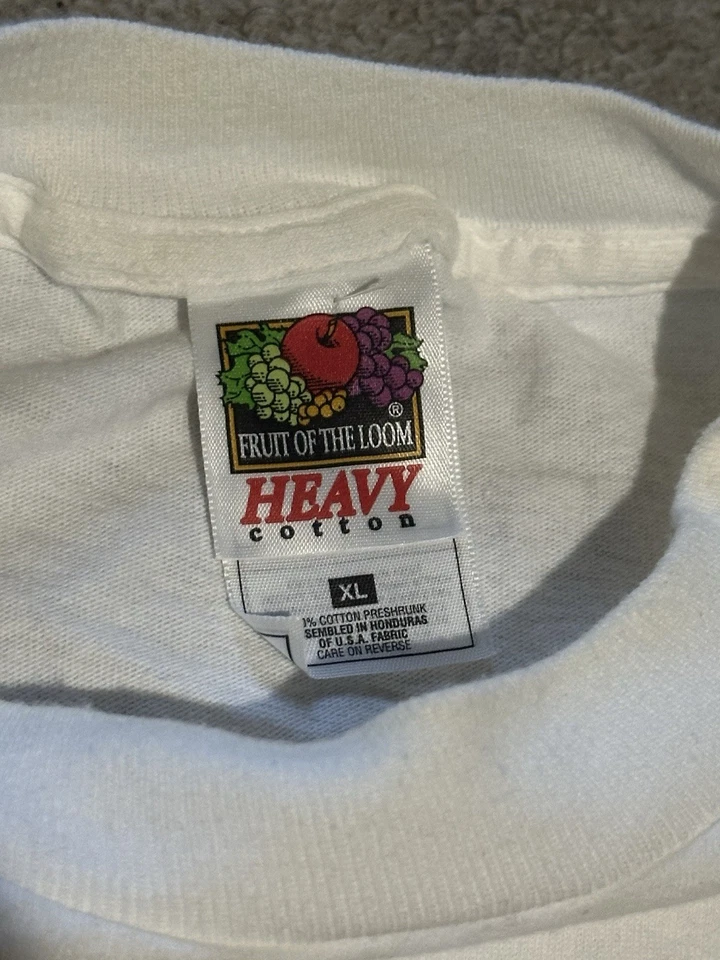 ®
FRUIT OF THE LOOM
HEAVY
cotton
XL
% COTTON PRESHRUNK
SEMBLED IN HONDURAS
OF U.S.A. FABRIC
CARE ON REVERSE